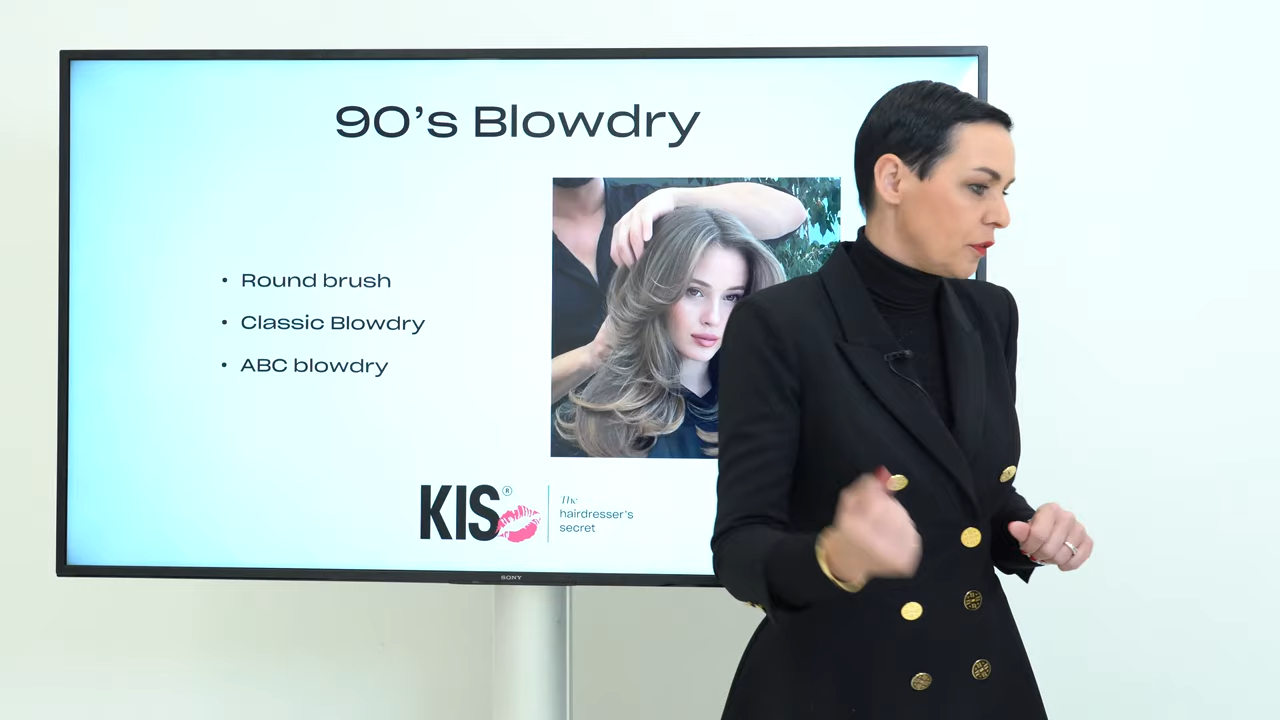 90's Blowdry
• Round brush
• Classic Blowdry
• ABC blowdry
KIS®
The
hairdresser's
secret
SONY